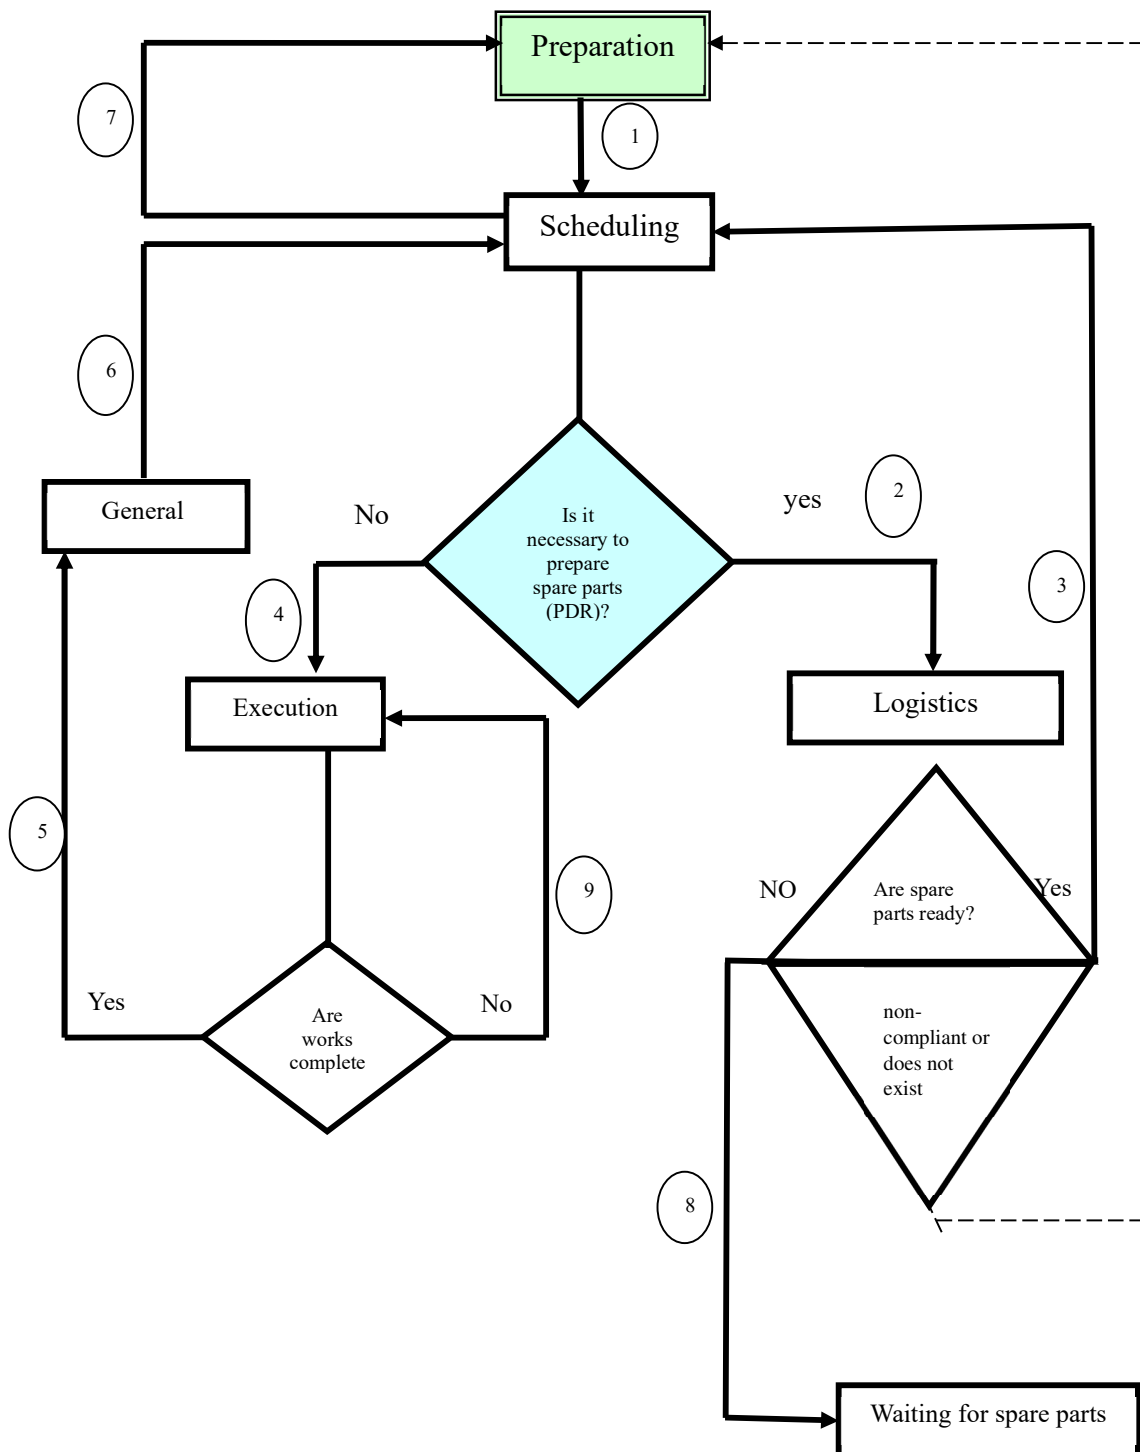 Preparation
7
1
Scheduling
6
General
No
yes
2
Is it
necessary to
prepare
spare parts
(PDR)?
3
4
Execution
Logistics
5
9
NO
Are spare
parts ready?
Yes
Yes
Are
works
complete
No
non-
compliant or
does not
exist
8
Waiting for spare parts